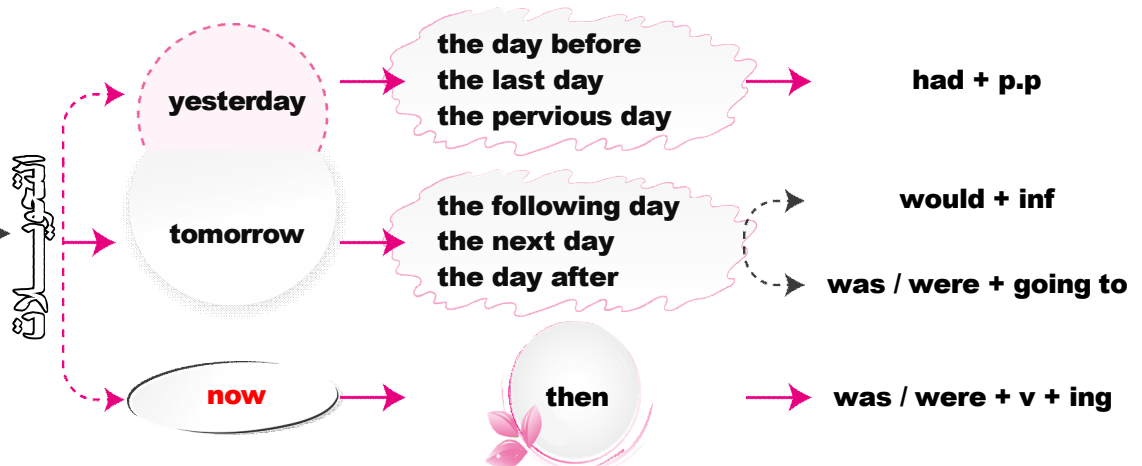 التحويـــلات
yesterday
the day before
the last day
the pervious day
had + p.p
tomorrow
the following day
the next day
the day after
would + inf
was / were + going to
now
then
was / were + v + ing